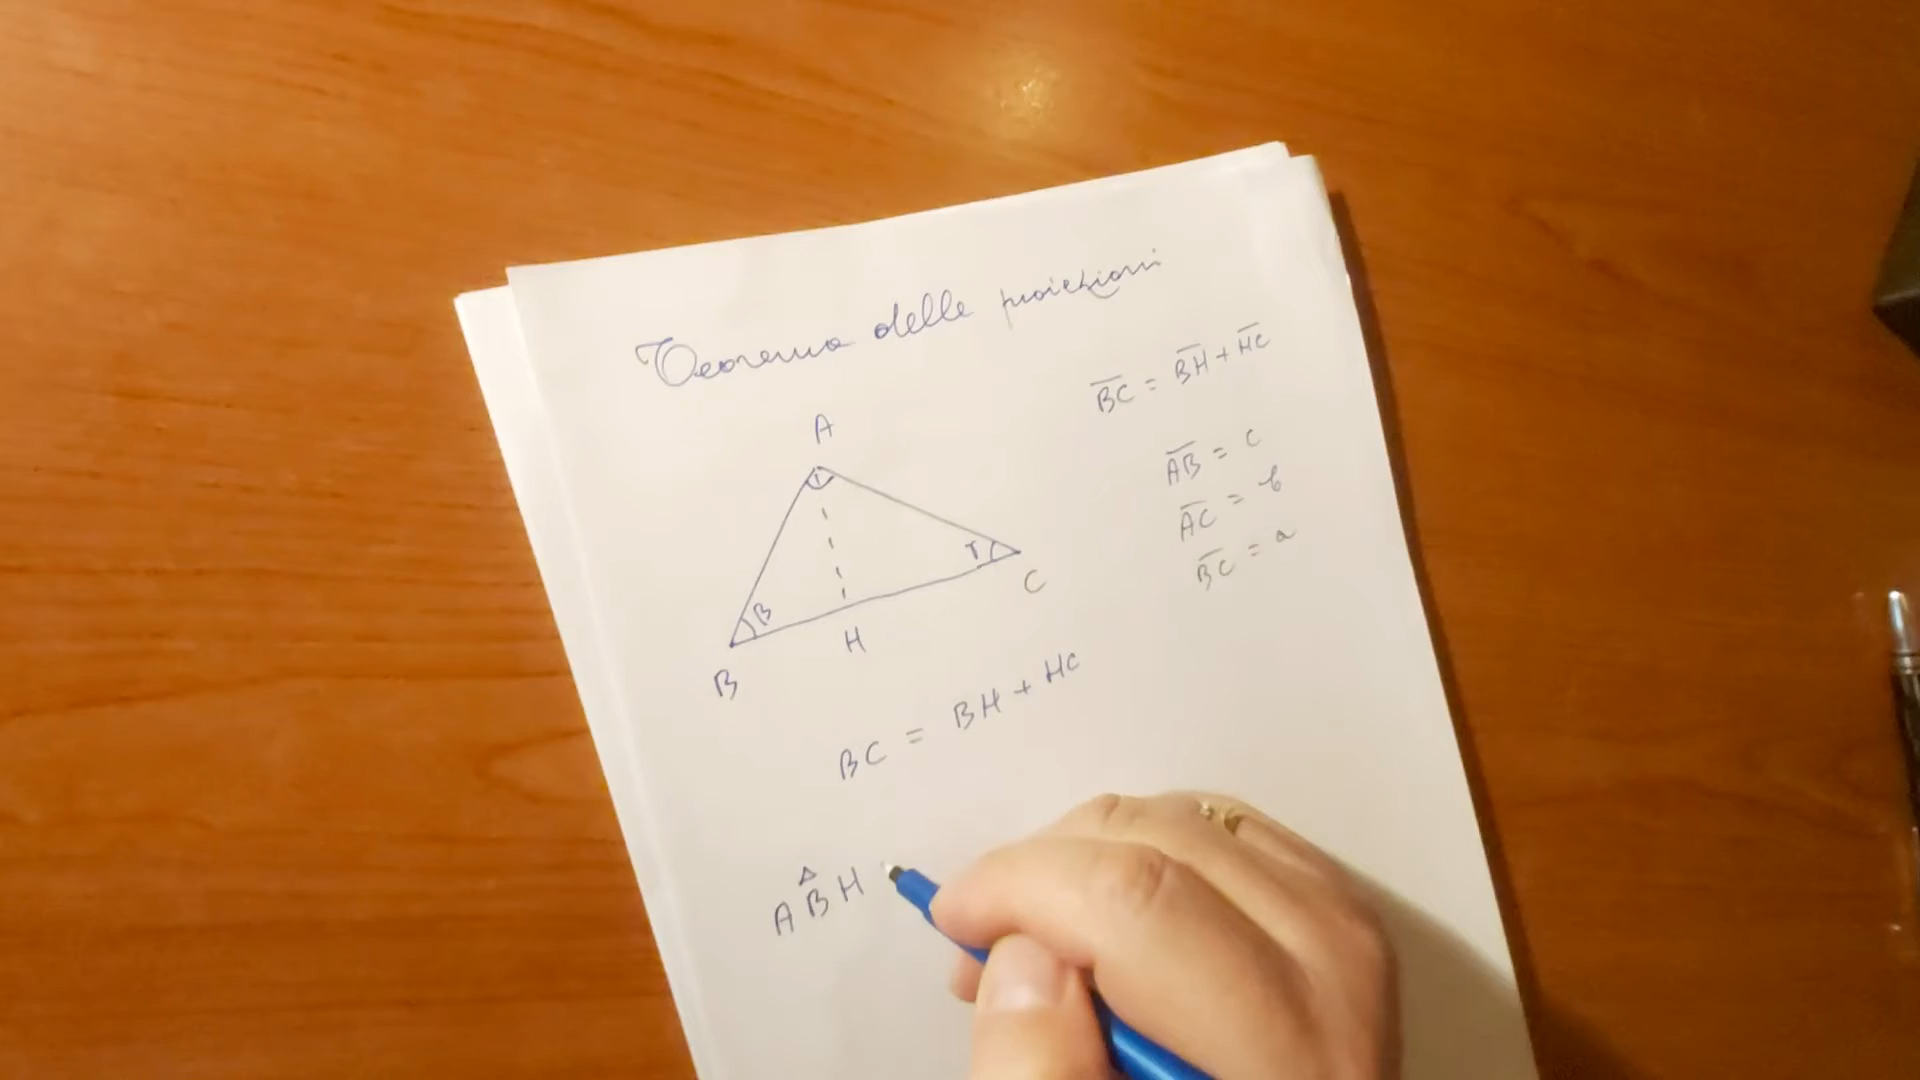 Teorema delle proiezioni
BC = BH + HC
AB = c
AC = b
BC = a
A
β
γ
B
H
C
BC = BH + HC
ABH